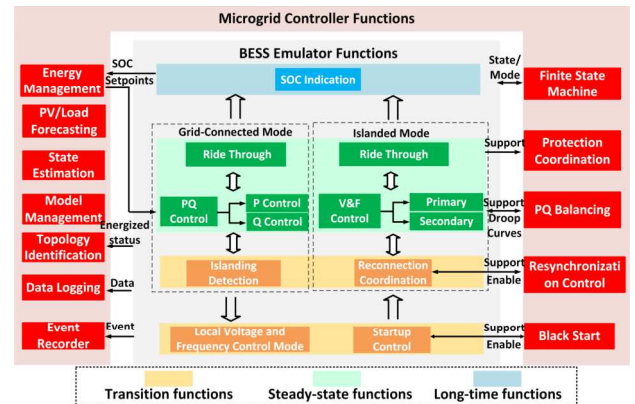 Microgrid Controller Functions
BESS Emulator Functions
Energy
Management
PV/Load
Forecasting
State
Estimation
Model
Management
Topology
Identification
Data Logging
Event
Recorder
SOC
Setpoints
Energized
status
Data
Event
SOC Indication
Grid-Connected Mode
Ride Through
PQ
Control
P Control
Q Control
Islanding
Detection
Local Voltage and
Frequency Control Mode
Islanded Mode
Ride Through
V&F
Control
Primary
Secondary
Reconnection
Coordination
Startup
Control
State/
Mode
Support
Support
Droop
Curves
Support
Enable
Support
Enable
Finite State
Machine
Protection
Coordination
PQ Balancing
Resynchronizati
on Control
Black Start
Transition functions
Steady-state functions
Long-time functions